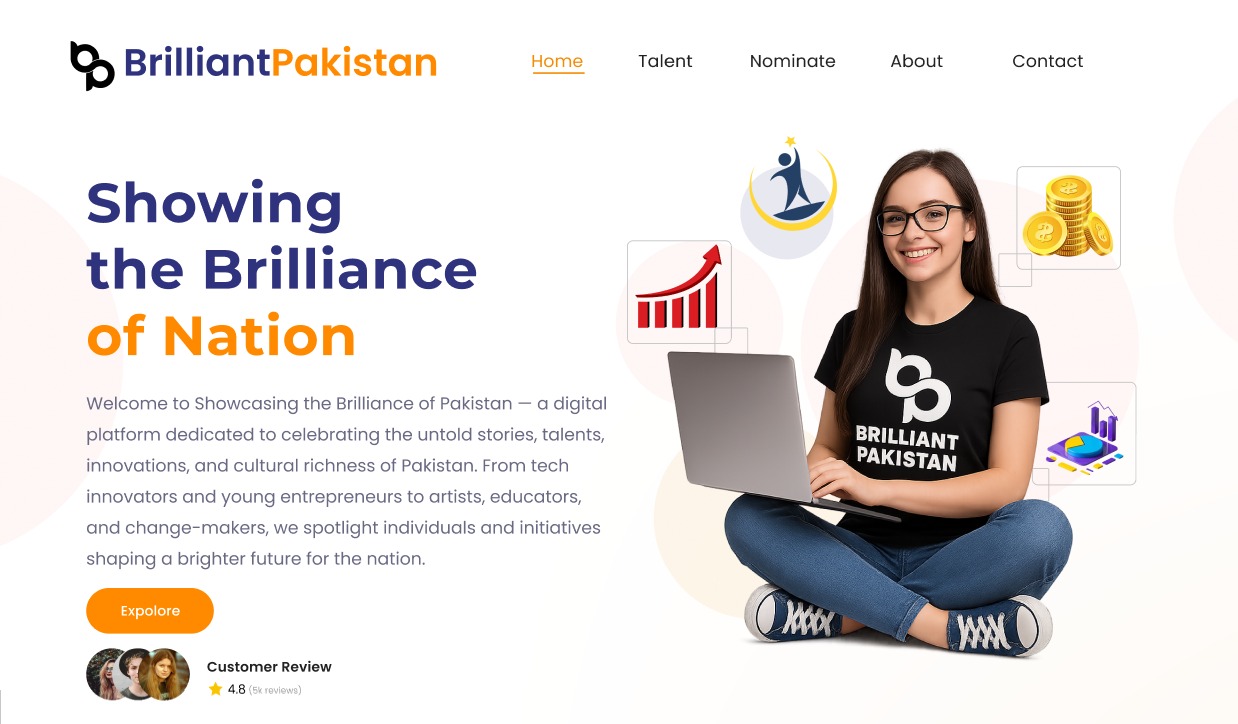 BrilliantPakistan
Home Talent Nominate About Contact
Showing
the Brilliance
of Nation
Welcome to Showcasing the Brilliance of Pakistan — a digital
platform dedicated to celebrating the untold stories, talents,
innovations, and cultural richness of Pakistan. From tech
innovators and young entrepreneurs to artists, educators,
and change-makers, we spotlight individuals and initiatives
shaping a brighter future for the nation.
Expolore
Customer Review
4.8 (5k reviews)
BRILLIANT
PAKISTAN